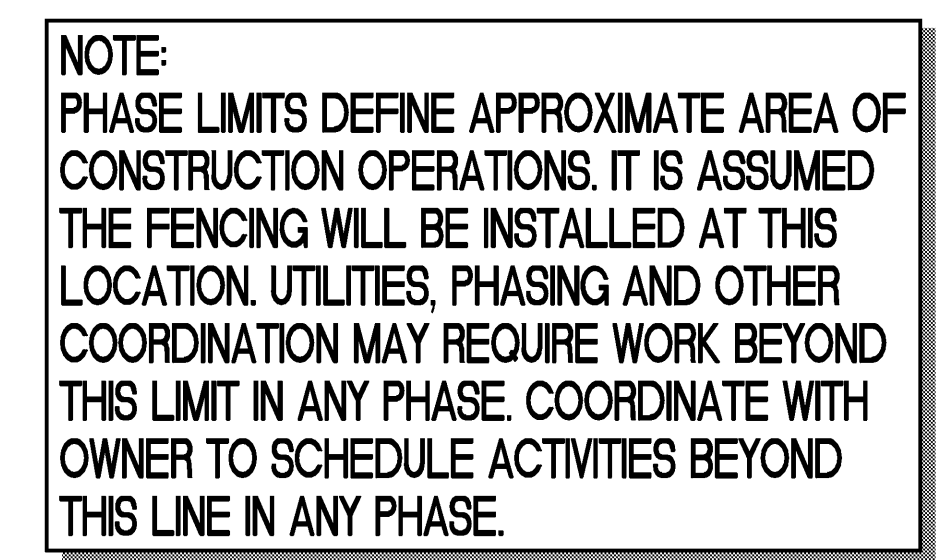 NOTE:
PHASE LIMITS DEFINE APPROXIMATE AREA OF
CONSTRUCTION OPERATIONS. IT IS ASSUMED
THE FENCING WILL BE INSTALLED AT THIS
LOCATION. UTILITIES, PHASING AND OTHER
COORDINATION MAY REQUIRE WORK BEYOND
THIS LIMIT IN ANY PHASE. COORDINATE WITH
OWNER TO SCHEDULE ACTIVITIES BEYOND
THIS LINE IN ANY PHASE.